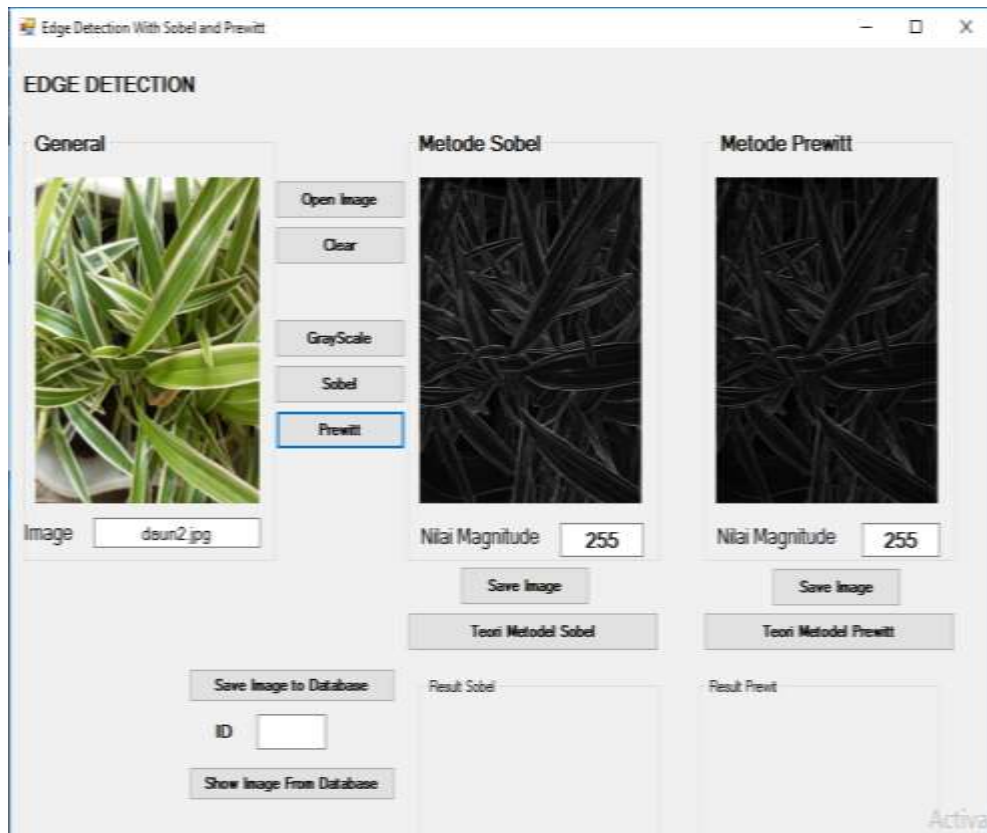 Edge Detection With Sobel and Prewitt
EDGE DETECTION
General
Metode Sobel
Metode Prewitt
Open Image
Clear
GrayScale
Sobel
Prewitt
Image
daun2.jpg
Nilai Magnitude
255
Nilai Magnitude
255
Save Image
Save Image
Teori Metodel Sobel
Teori Metodel Prewitt
Save Image to Database
Result Sobel
Result Prewit
ID
Show Image From Database
Activa